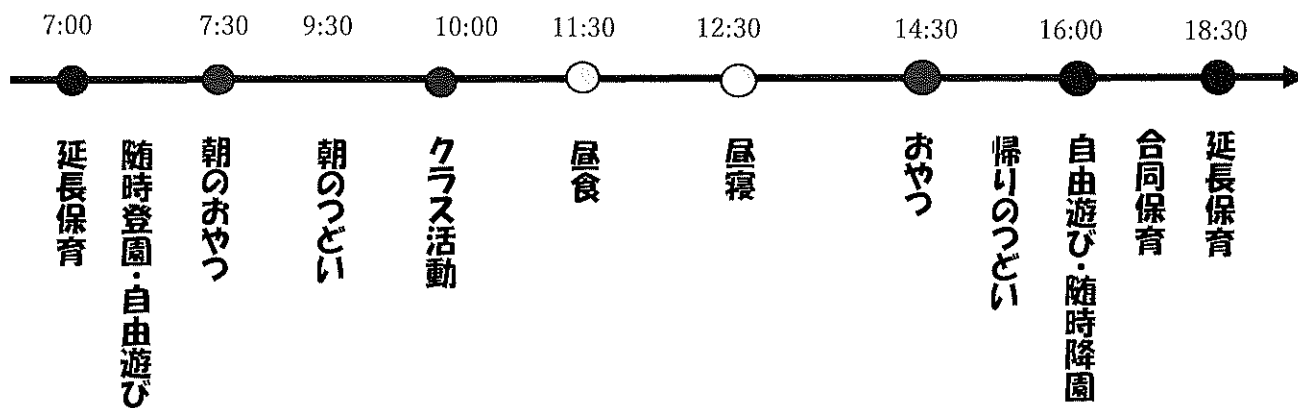 7:00 7:30 9:30 10:00 11:30 12:30 14:30 16:00 18:30
延長保育
随時登園・自由遊び
朝のおやつ
朝のつどい
クラス活動
昼食
昼寝
おやつ
帰りのつどい
自由遊び・随時降園
合同保育
延長保育